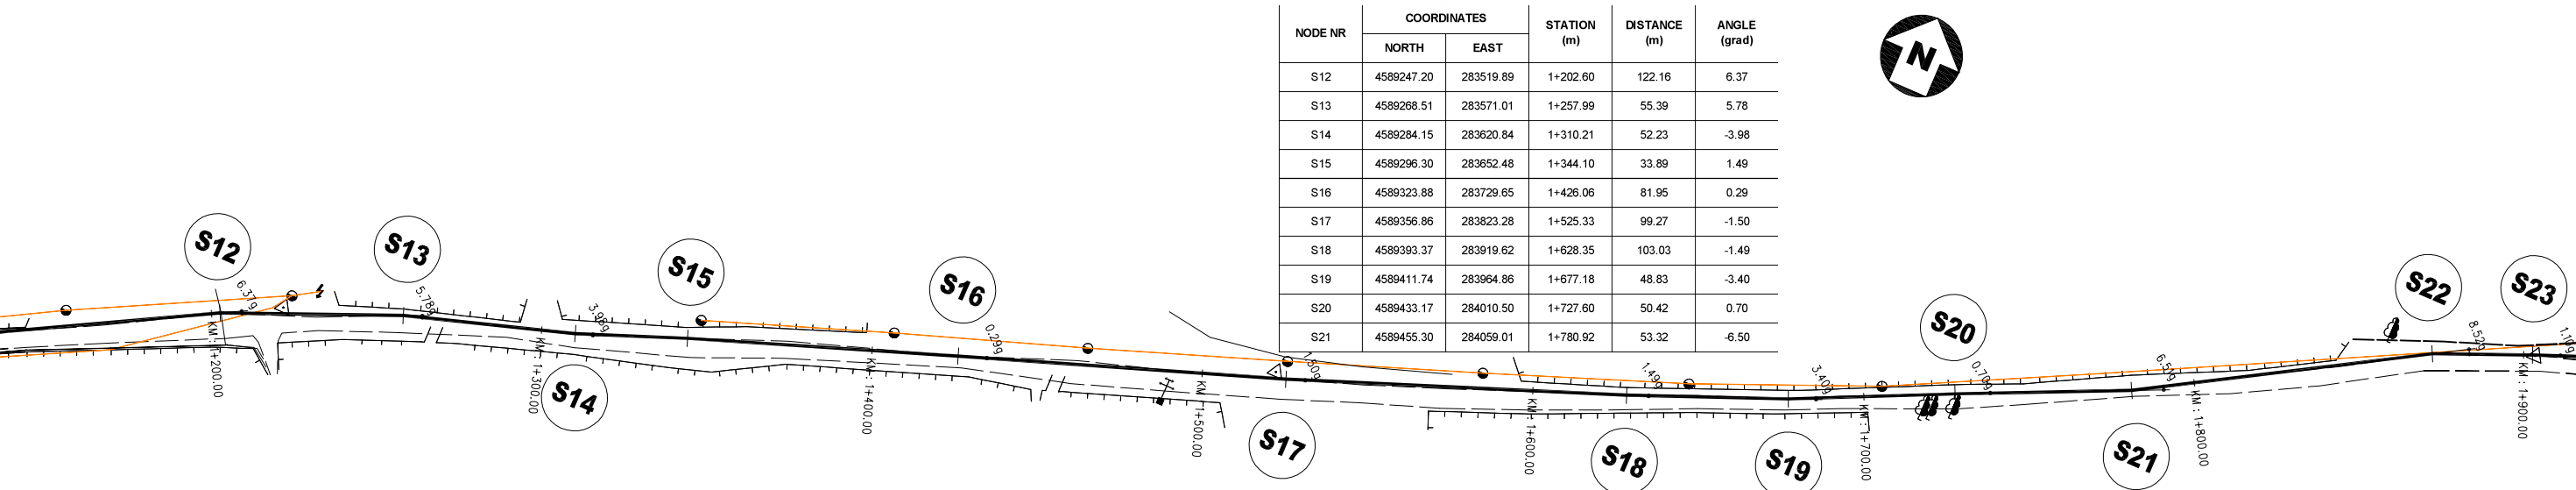 NODE NR COORDINATES STATION (m) DISTANCE (m) ANGLE (grad)
NORTH EAST
S12 4589247.20 283519.89 1+202.60 122.16 6.37
S13 4589268.51 283571.01 1+257.99 55.39 5.78
S14 4589284.15 283620.84 1+310.21 52.23 -3.98
S15 4589296.30 283652.48 1+344.10 33.89 1.49
S16 4589323.88 283729.65 1+426.06 81.95 0.29
S17 4589356.86 283823.28 1+525.33 99.27 -1.50
S18 4589393.37 283919.62 1+628.35 103.03 -1.49
S19 4589411.74 283964.86 1+677.18 48.83 -3.40
S20 4589433.17 284010.50 1+727.60 50.42 0.70
S21 4589455.30 284059.01 1+780.92 53.32 -6.50
N
S12
S13
S14
S15
S16
S17
S18
S19
S20
S21
S22
S23
6.37g
5.78g
3.98g
0.29g
1.49g
3.40g
0.70g
6.51g
8.52g
KM : 1+200.00
KM : 1+300.00
KM : 1+400.00
KM : 1+500.00
KM : 1+600.00
KM : 1+700.00
KM : 1+800.00
KM : 1+900.00